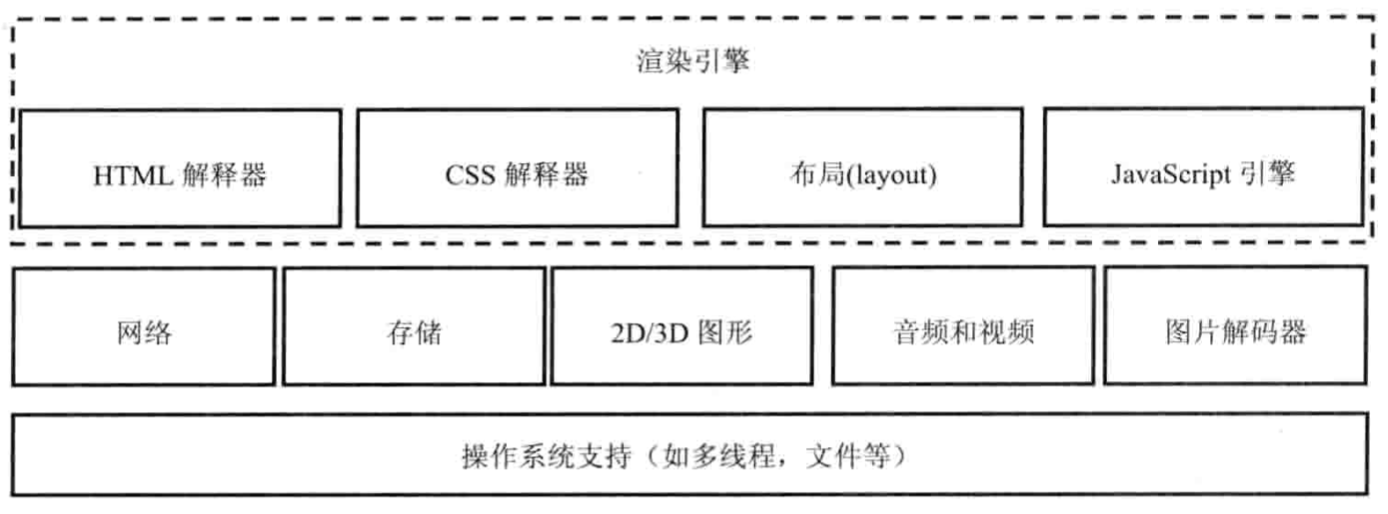 渲染引擎
HTML 解释器
CSS 解释器
布局(layout)
JavaScript 引擎
网络
存储
2D/3D 图形
音频和视频
图片解码器
操作系统支持（如多线程，文件等）